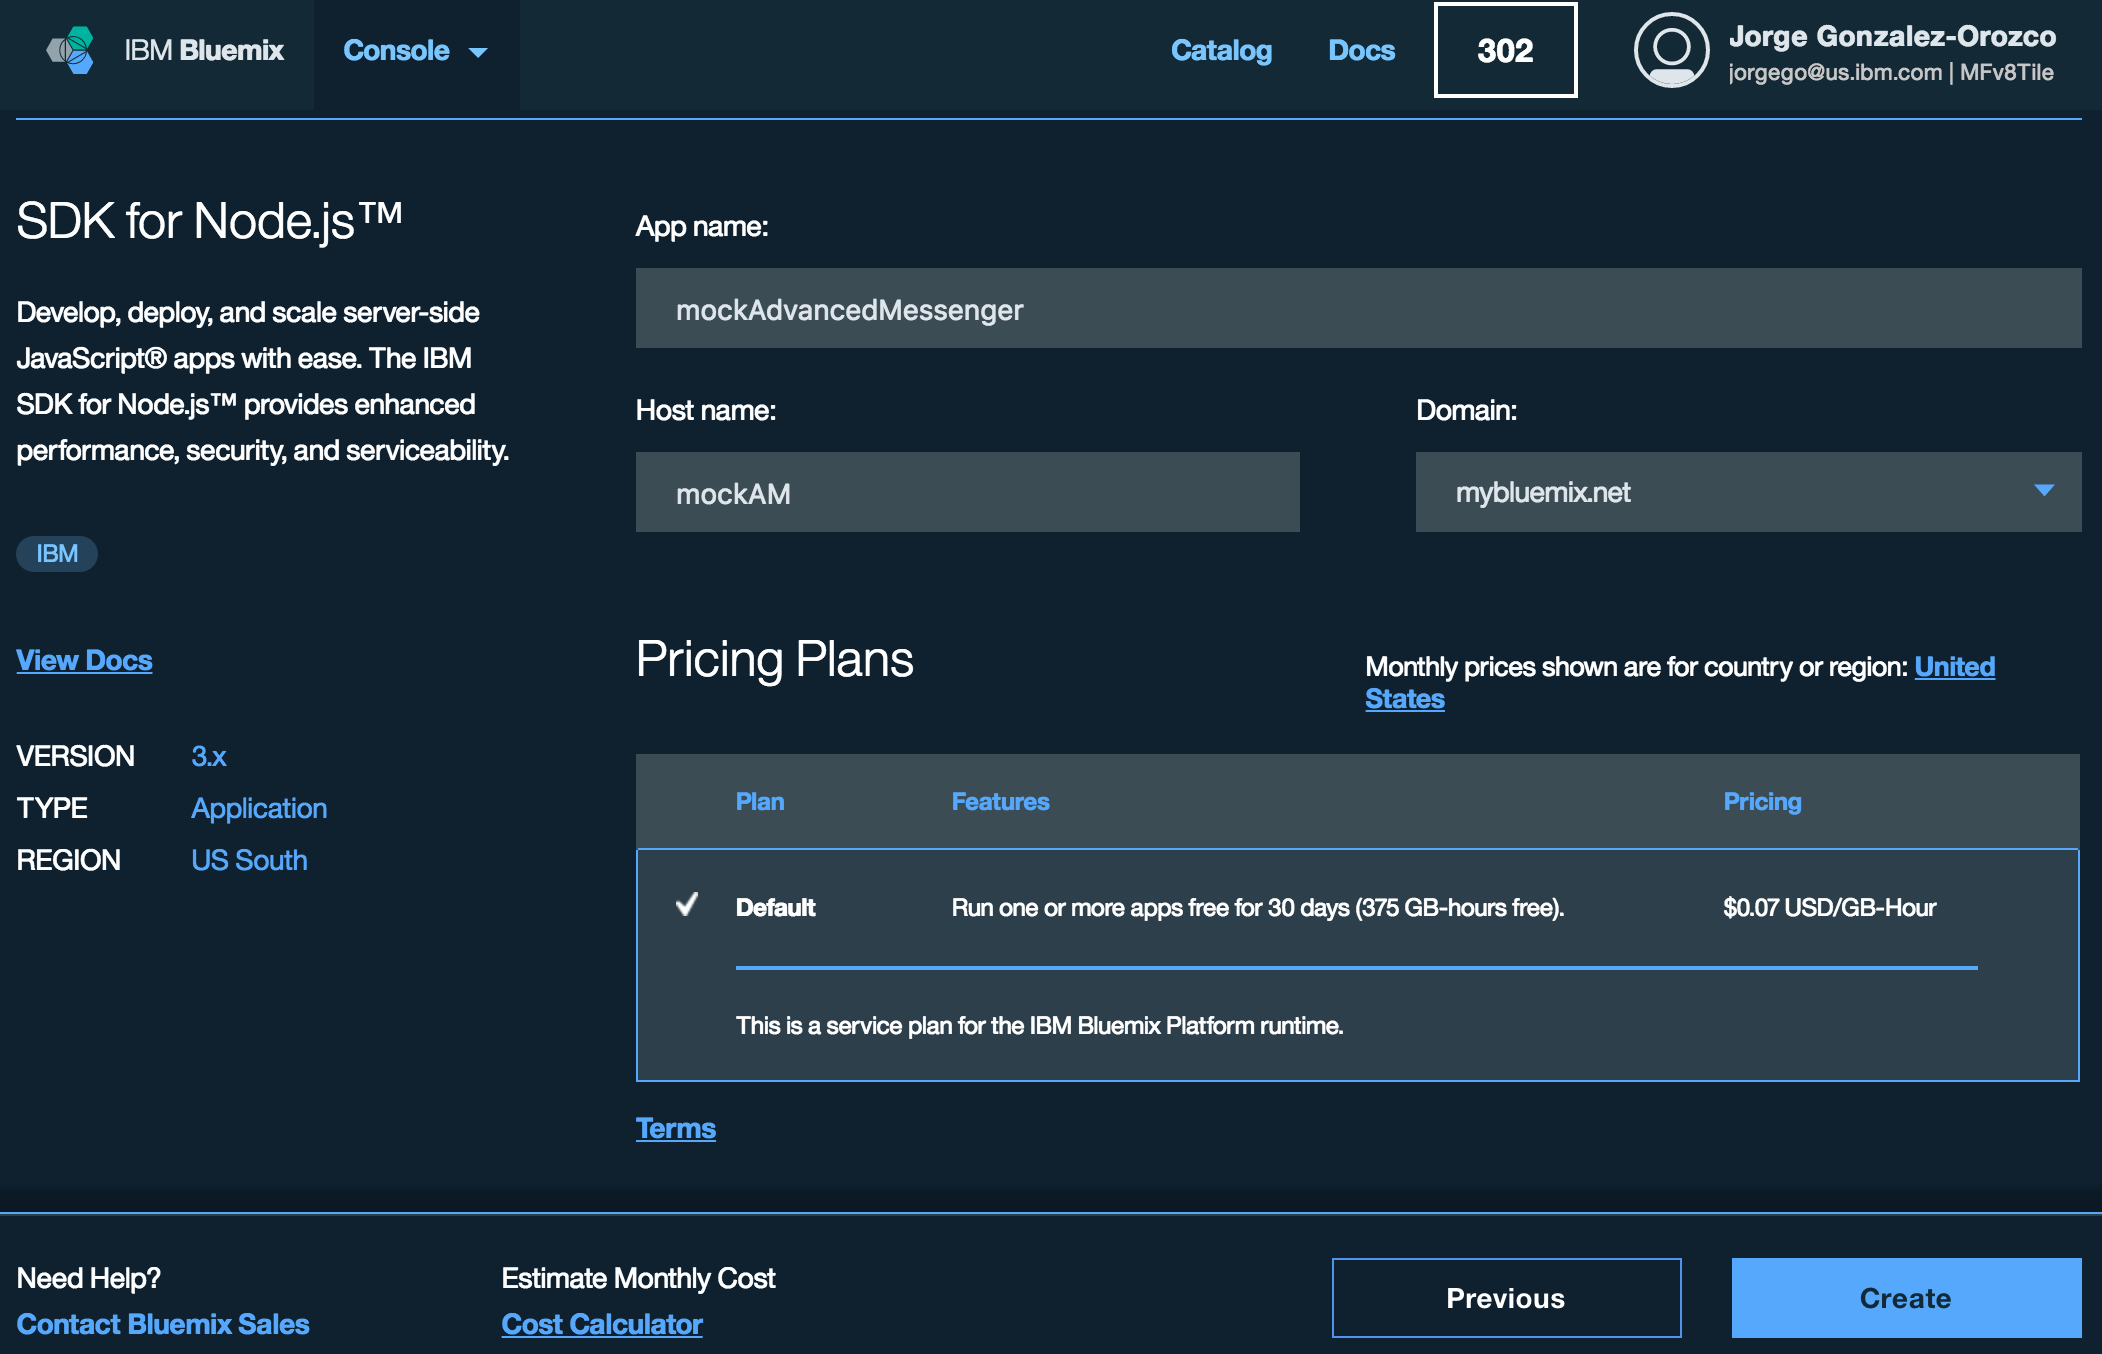 IBM Bluemix
Console
Catalog
Docs
302
Jorge Gonzalez-Orozco
jorgego@us.ibm.com | MFv8Tile
SDK for Node.js™
Develop, deploy, and scale server-side
JavaScript® apps with ease. The IBM
SDK for Node.js™ provides enhanced
performance, security, and serviceability.
IBM
View Docs
VERSION 3.x
TYPE Application
REGION US South
App name:
mockAdvancedMessenger
Host name:
mockAM
Domain:
mybluemix.net
Pricing Plans
Monthly prices shown are for country or region: United
States
Plan Features Pricing
Default Run one or more apps free for 30 days (375 GB-hours free). $0.07 USD/GB-Hour
This is a service plan for the IBM Bluemix Platform runtime.
Terms
Need Help?
Contact Bluemix Sales
Estimate Monthly Cost
Cost Calculator
Previous
Create